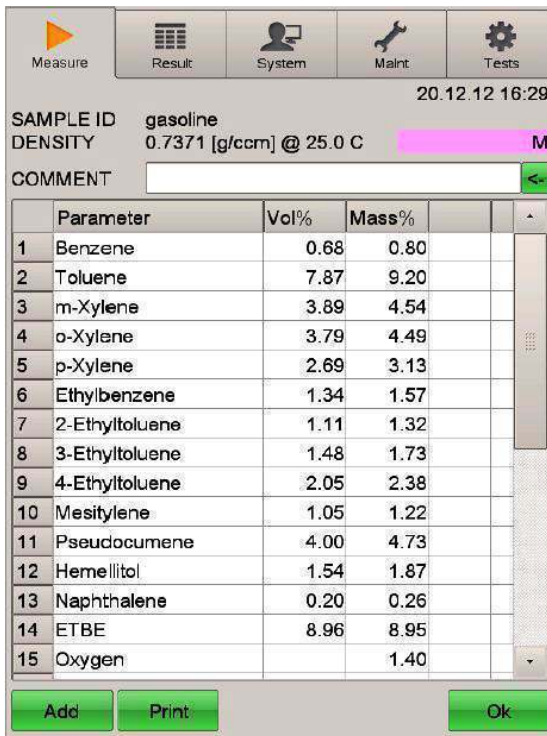 Measure Result System Maint Tests
20.12.12 16:29
SAMPLE ID gasoline
DENSITY 0.7371 [g/ccm] @ 25.0 C M
COMMENT <-
Parameter Vol% Mass%
1 Benzene 0.68 0.80
2 Toluene 7.87 9.20
3 m-Xylene 3.89 4.54
4 o-Xylene 3.79 4.49
5 p-Xylene 2.69 3.13
6 Ethylbenzene 1.34 1.57
7 2-Ethyltoluene 1.11 1.32
8 3-Ethyltoluene 1.48 1.73
9 4-Ethyltoluene 2.05 2.38
10 Mesitylene 1.05 1.22
11 Pseudocumene 4.00 4.73
12 Hemellitol 1.54 1.87
13 Naphthalene 0.20 0.26
14 ETBE 8.96 8.95
15 Oxygen 1.40
Add Print Ok